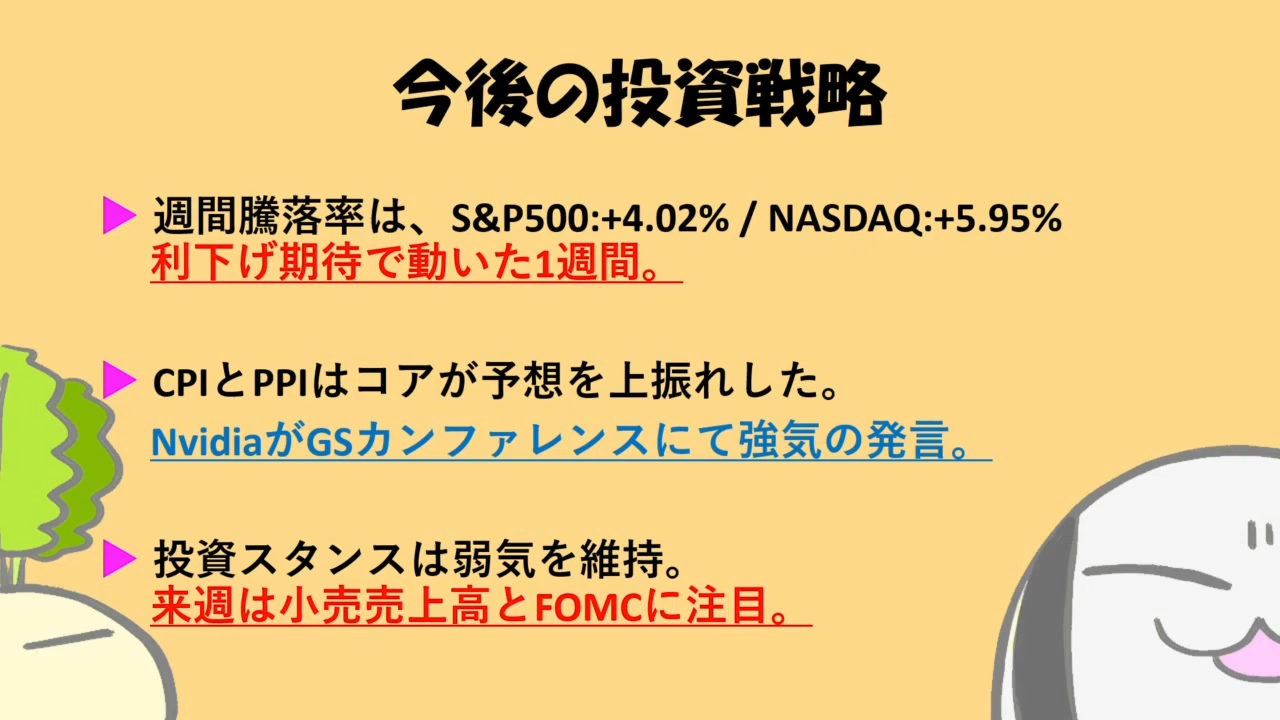 今後の投資戦略
週間騰落率は、S&P500:+4.02% / NASDAQ:+5.95%
利下げ期待で動いた1週間。
CPIとPPIはコアが予想を上振れした。
NvidiaがGSカンファレンスにて強気の発言。
投資スタンスは弱気を維持。
来週は小売売上高とFOMCに注目。